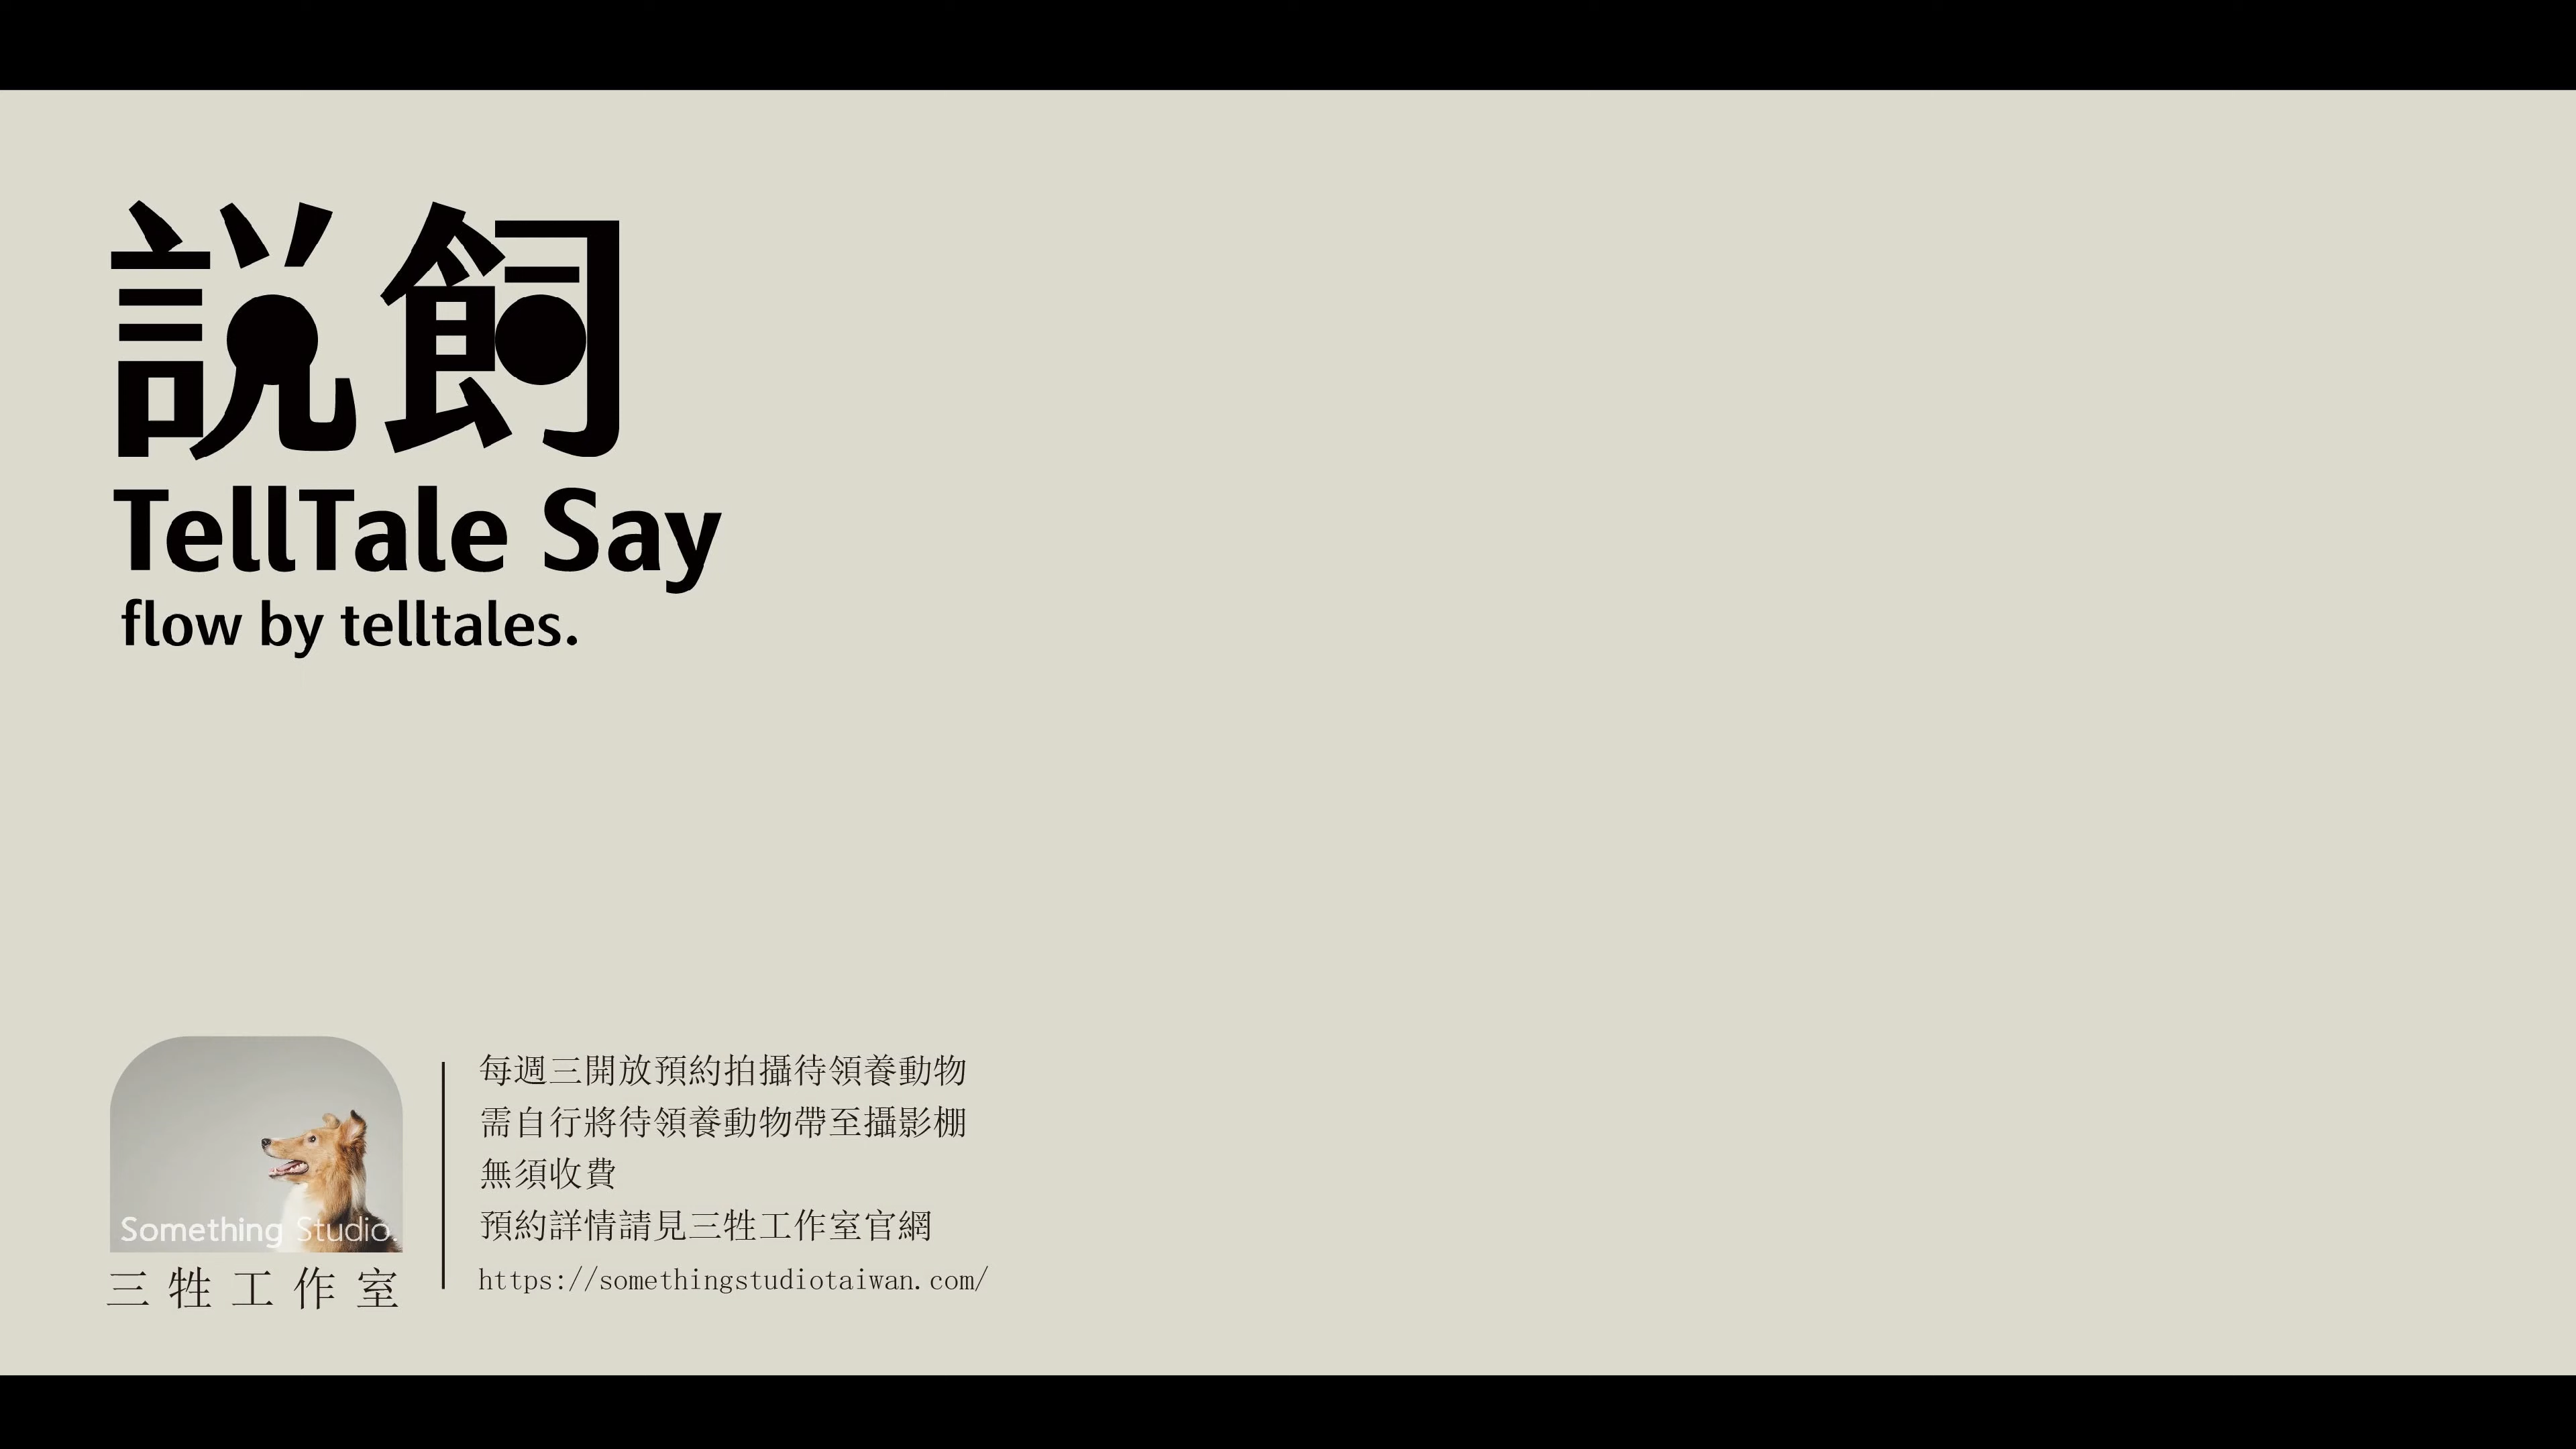 説飼
TellTale Say
flow by telltales.
Something Studio.
三牲工作室
每週三開放預約拍攝待領養動物
需自行將待領養動物帶至攝影棚
無須收費
預約詳情請見三牲工作室官網
https://somethingstudiotaiwan.com/